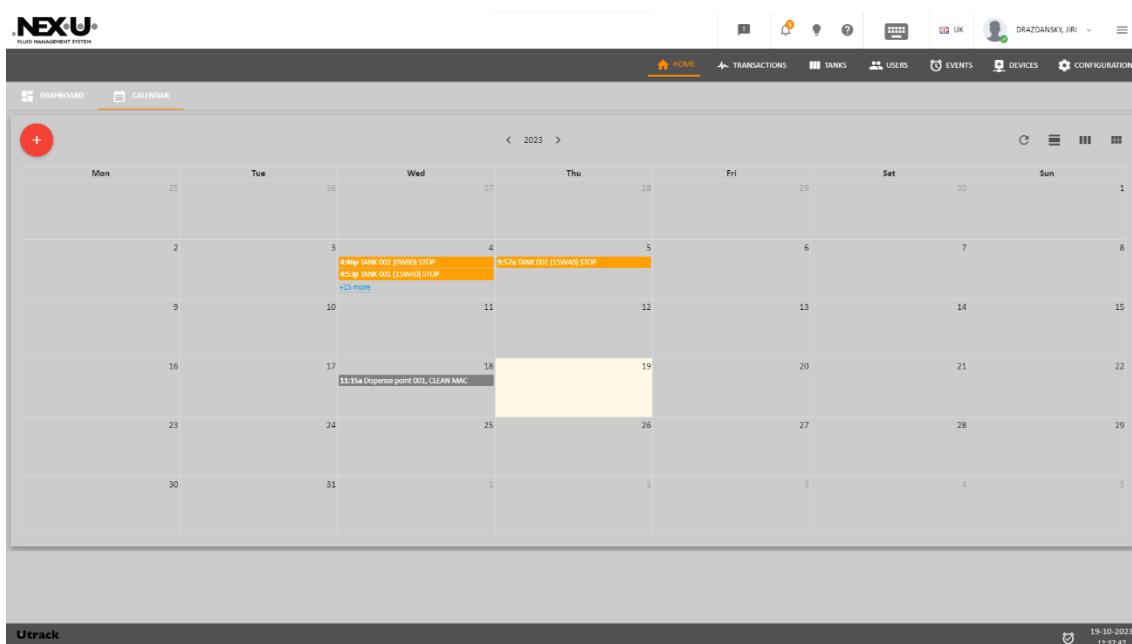 .NEX·U·
FLUID MANAGEMENT SYSTEM
5
UK
DRAZDANSKY, JIRI
HOME
TRANSACTIONS
TANKS
USERS
EVENTS
DEVICES
CONFIGURATION
DASHBOARD
CALENDAR
+
< 2023 >
Mon Tue Wed Thu Fri Sat Sun
25 26 27 28 29 30 1
2 3 4 5 6 7 8
4:46p TANK 002 (0W80) STOP
9:57a TANK 001 (15W40) STOP
4:53p TANK 001 (15W40) STOP
+15 more
9 10 11 12 13 14 15
16 17 18 19 20 21 22
11:15a Dispense point 001, CLEAN MAC
23 24 25 26 27 28 29
30 31 1 2 3 4 5
Utrack
19-10-2023
12:37:47